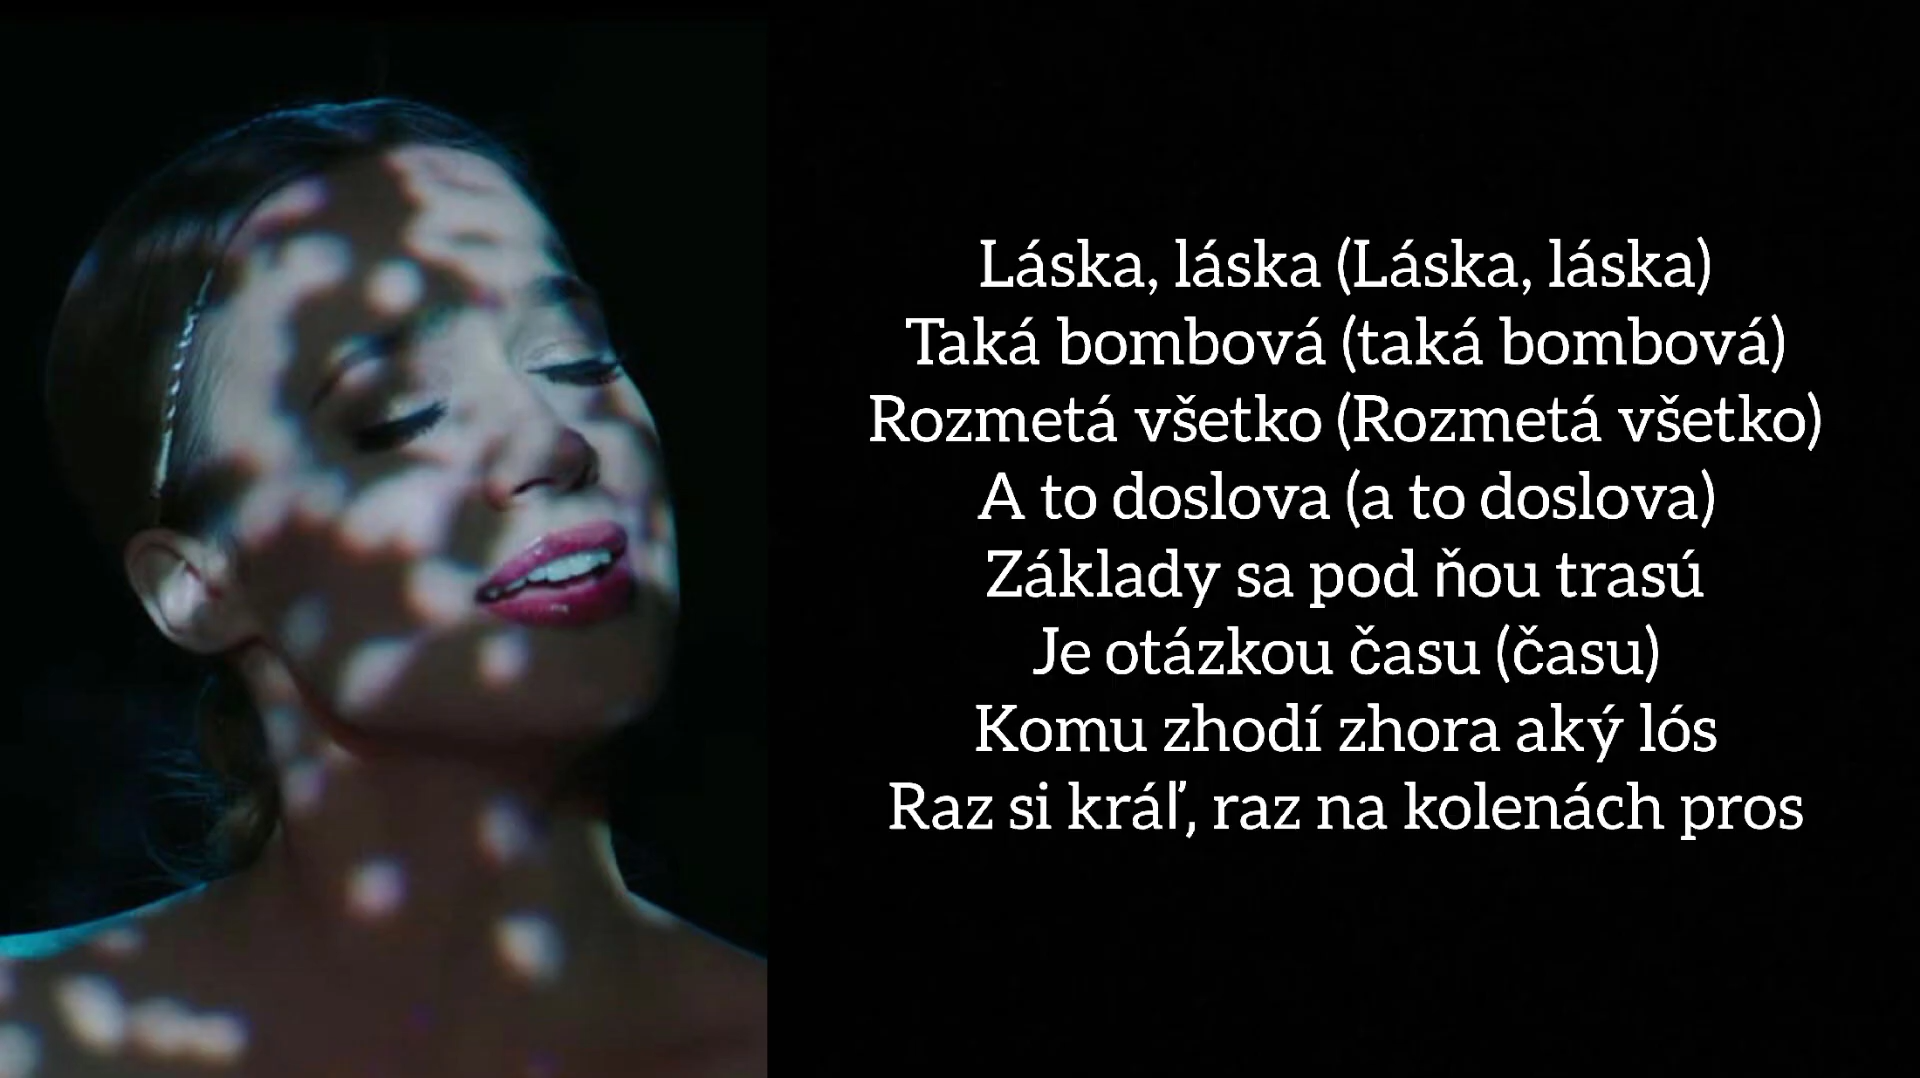 Láska, láska (Láska, láska)
Taká bombová (taká bombová)
Rozmetá všetko (Rozmetá všetko)
A to doslova (a to doslova)
Základy sa pod ňou trasú
Je otázkou času (času)
Komu zhodí zhora aký lós
Raz si kráľ, raz na kolenách pros